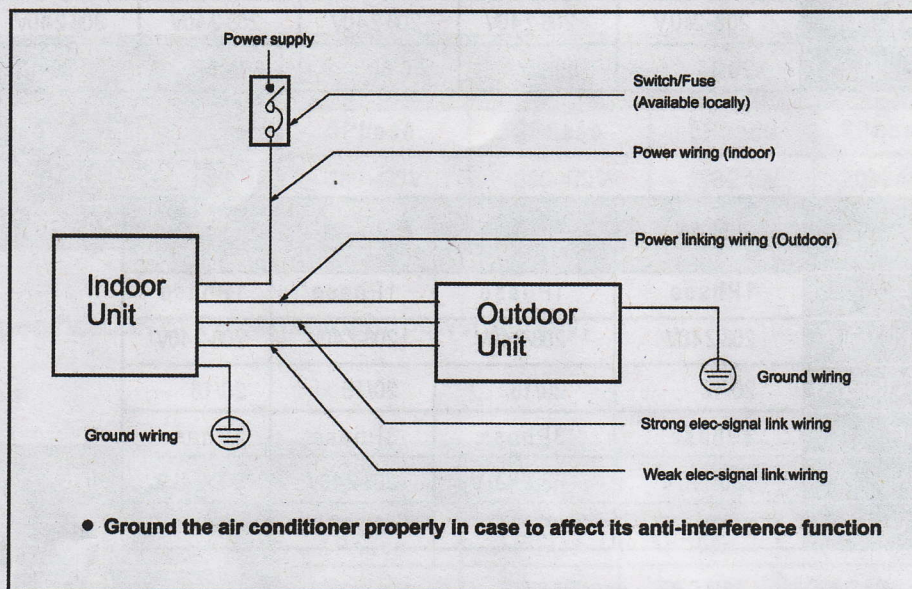 Power supply
Switch/Fuse
(Available locally)
Power wiring (indoor)
Power linking wiring (Outdoor)
Indoor
Unit
Outdoor
Unit
Ground wiring
Ground wiring
Strong elec-signal link wiring
Weak elec-signal link wiring
● Ground the air conditioner properly in case to affect its anti-interference function